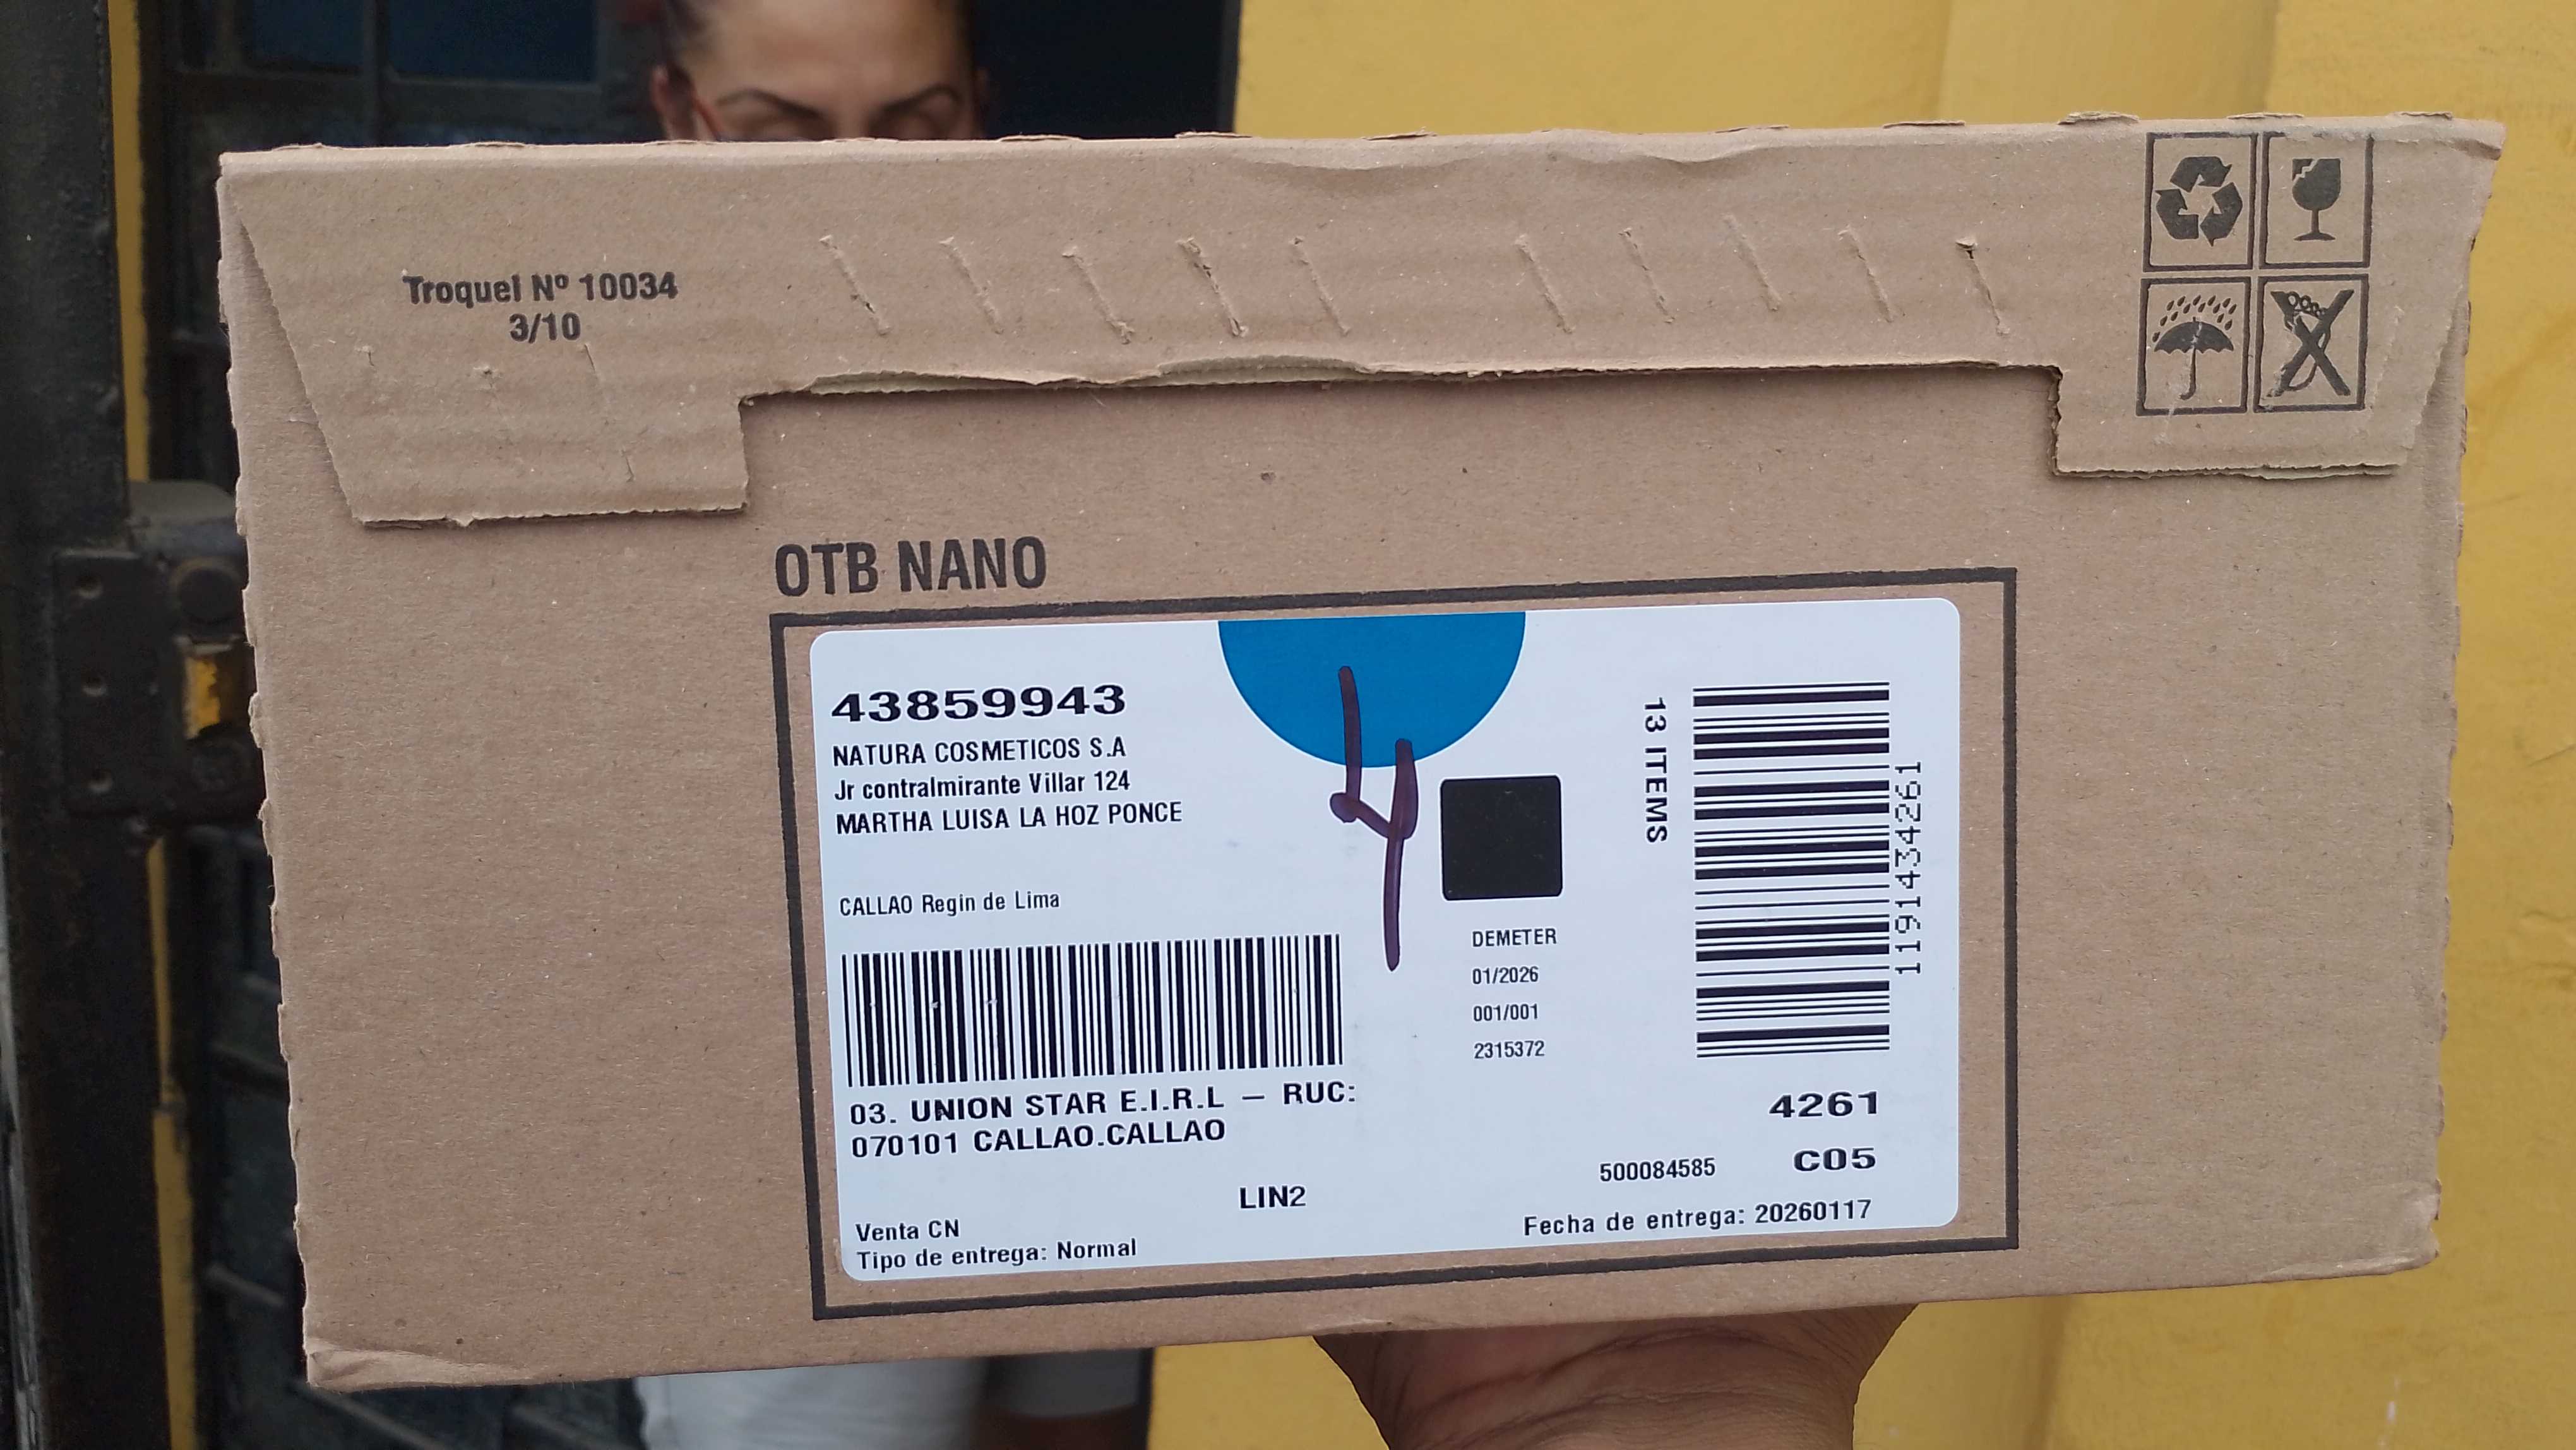 Troquel Nº 10034
3/10
OTB NANO
43859943
NATURA COSMETICOS S.A
Jr contralmirante Villar 124
MARTHA LUISA LA HOZ PONCE
CALLAO Regin de Lima
4
13 ITEMS
119143424261
DEMETER
01/2026
001/001
2315372
03. UNION STAR E.I.R.L — RUC:
070101 CALLAO.CALLAO
4261
C05
500084585
LIN2
Venta CN
Tipo de entrega: Normal
Fecha de entrega: 20260117